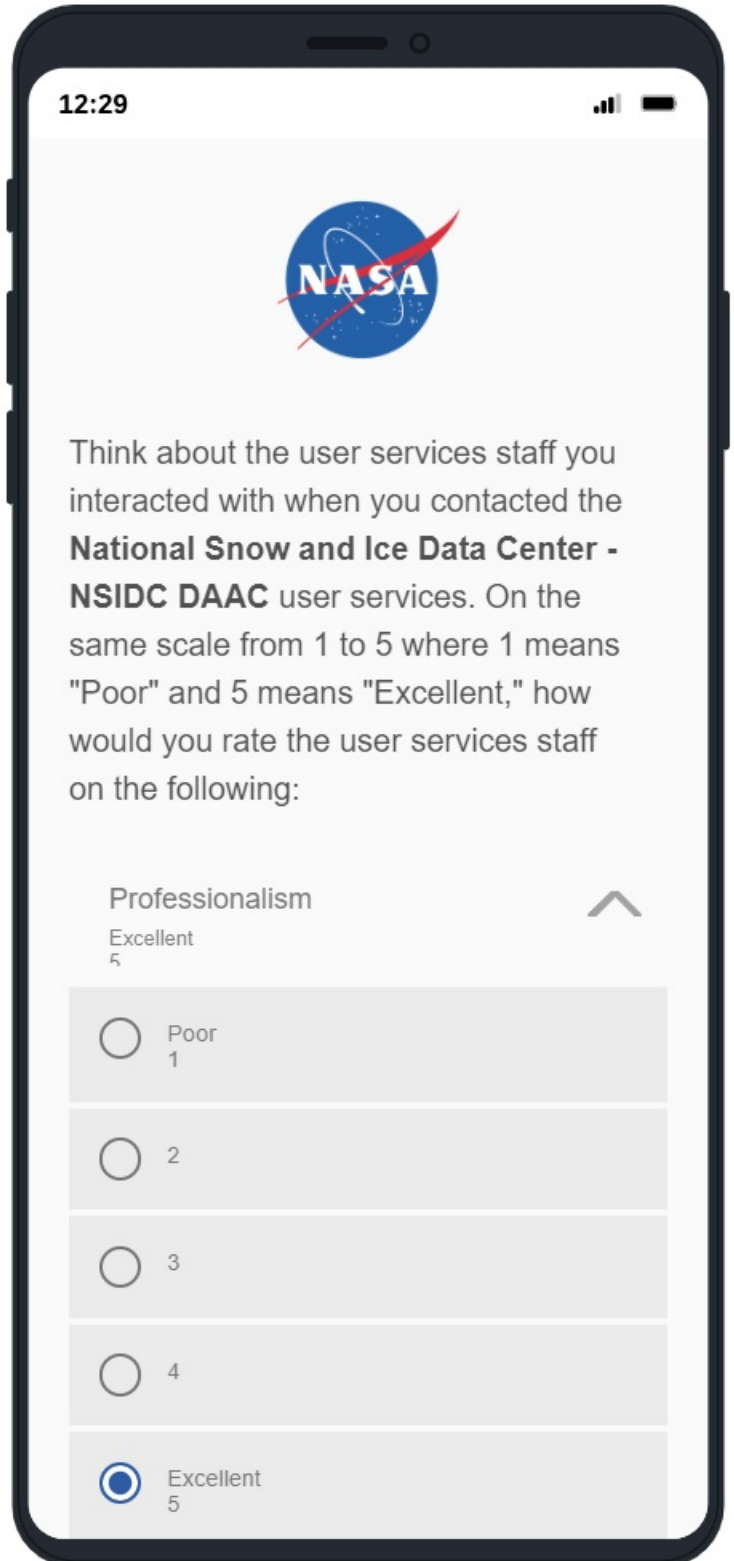 12:29
NASA
Think about the user services staff you
interacted with when you contacted the
National Snow and Ice Data Center -
NSIDC DAAC user services. On the
same scale from 1 to 5 where 1 means
"Poor" and 5 means "Excellent," how
would you rate the user services staff
on the following:
Professionalism
Excellent
5
Poor
1
2
3
4
Excellent
5